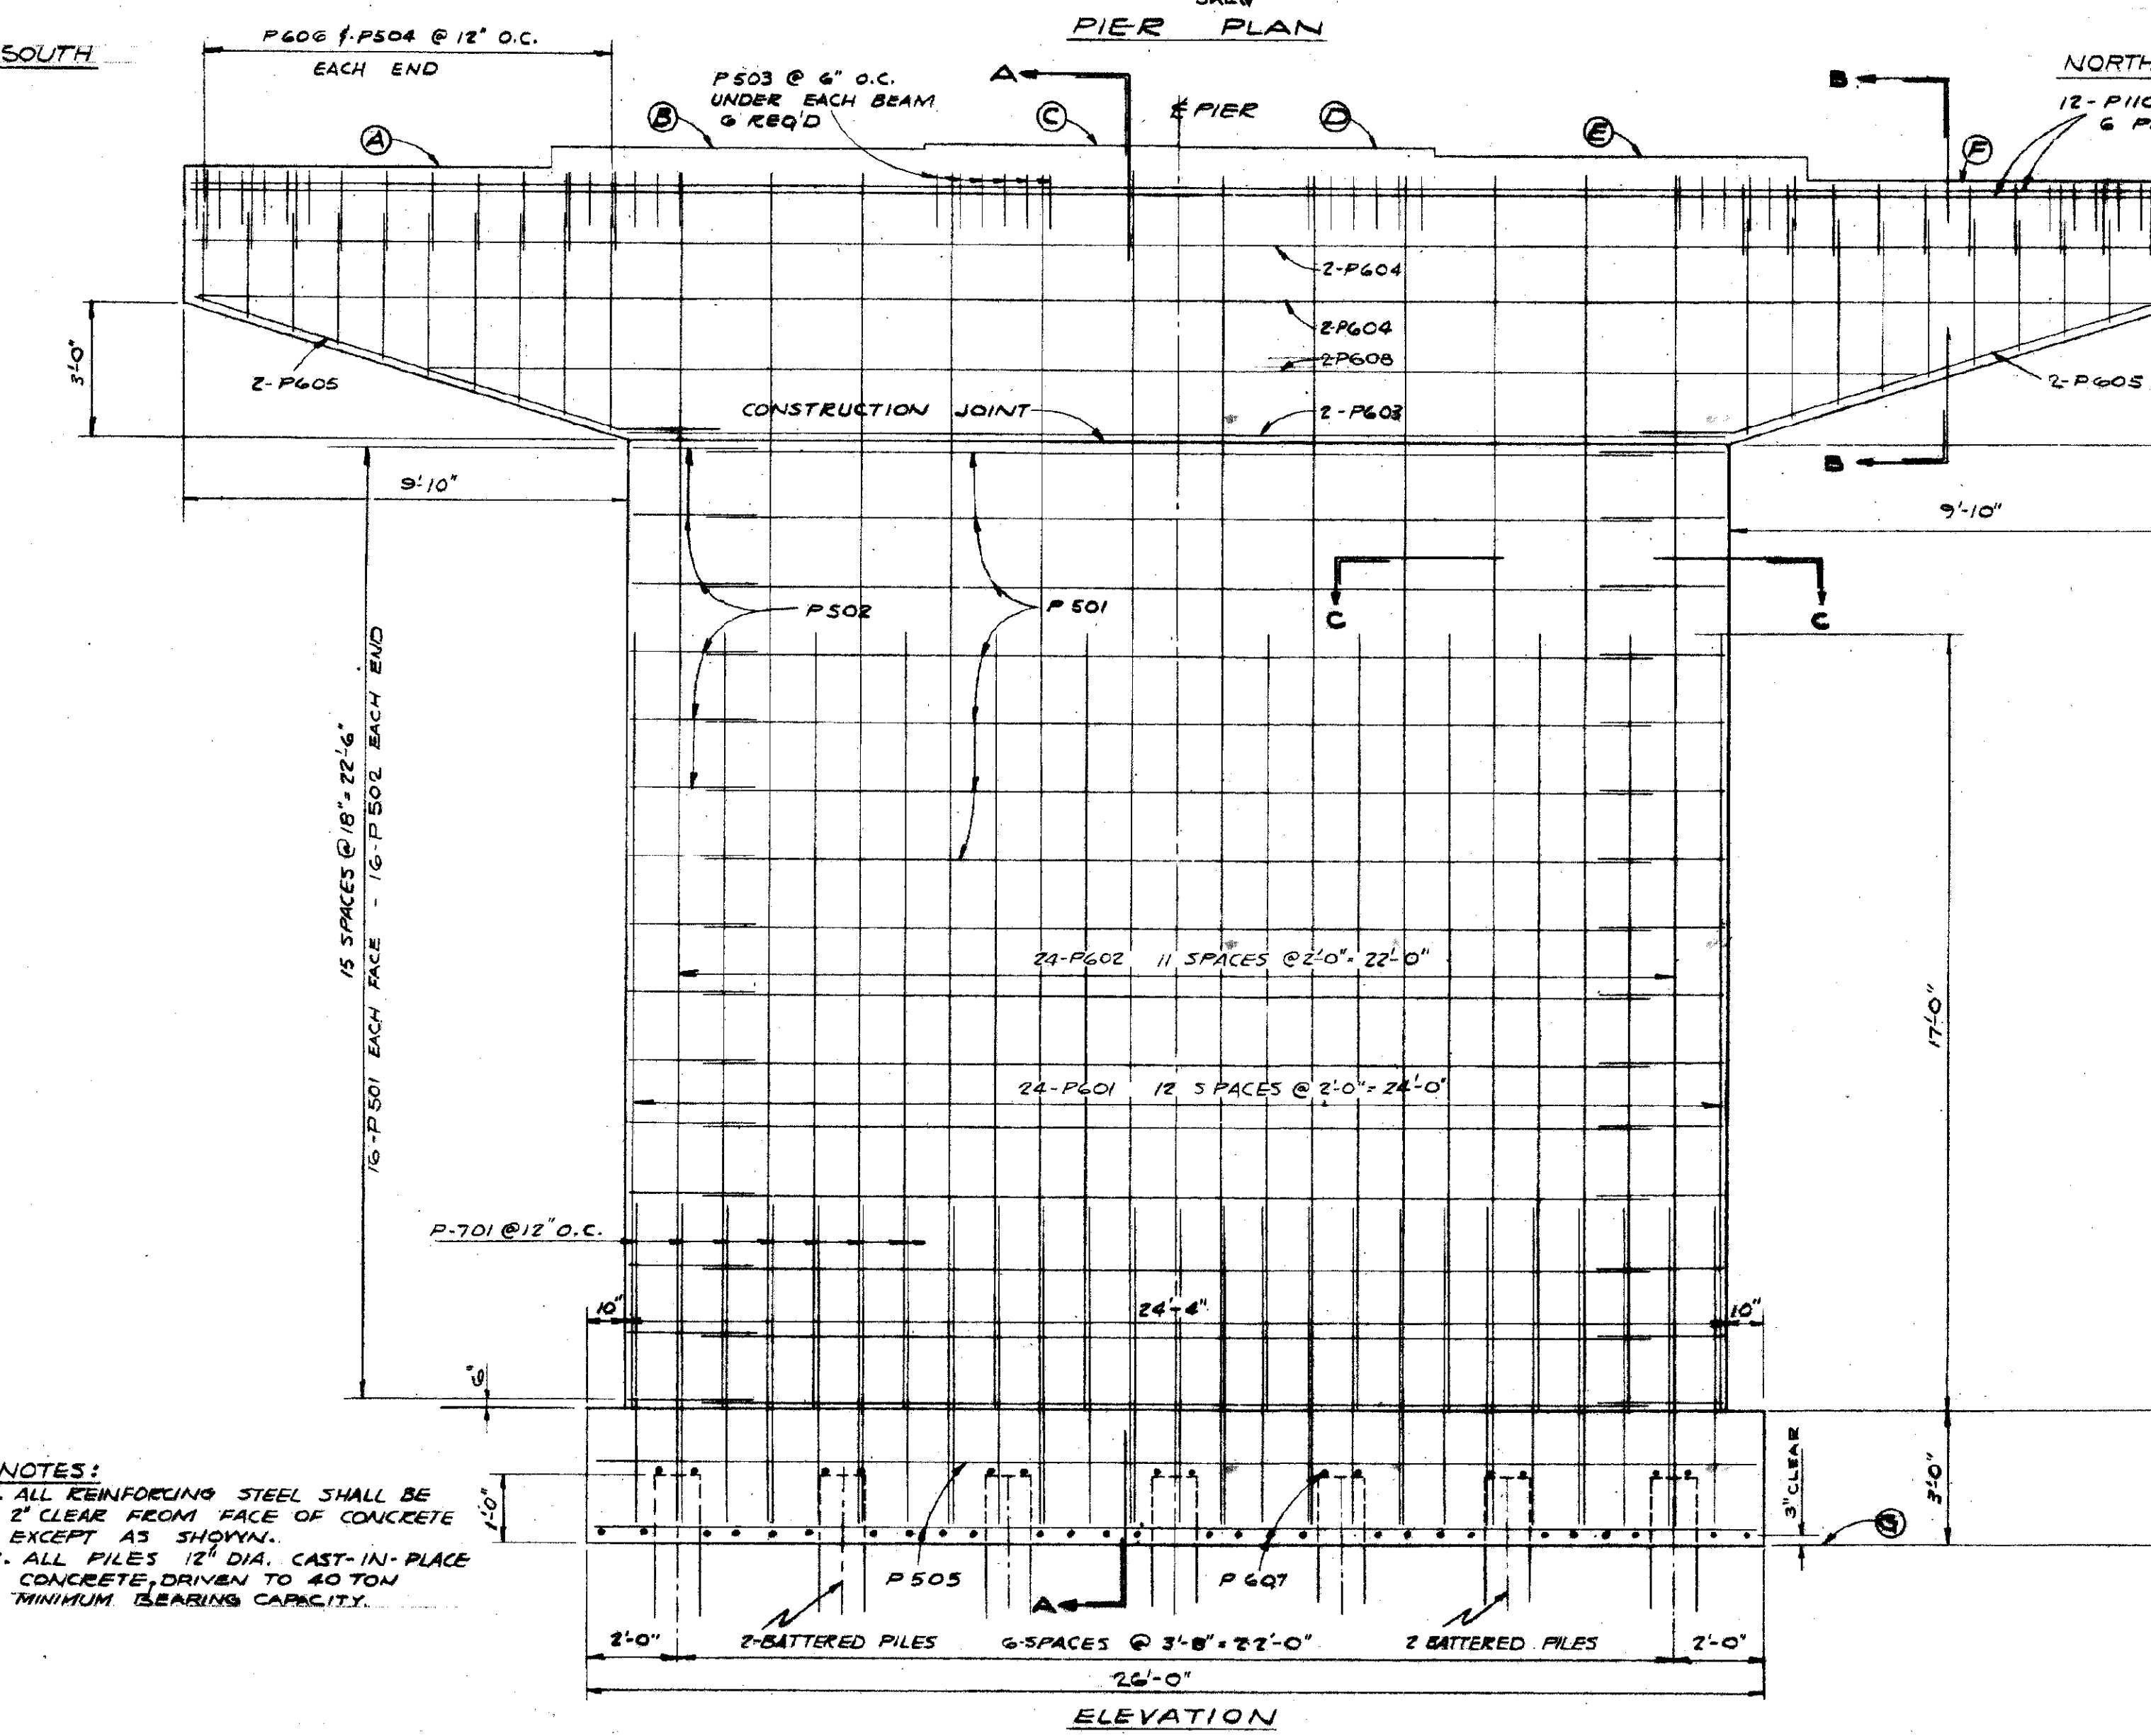 SKEW
PIER PLAN
SOUTH
P606 & P504 @ 12" O.C.
EACH END
P503 @ 6" O.C.
UNDER EACH BEAM
6 REQ'D
A
℄ PIER
B
NORTH
12-P110
A
B
C
D
E
F
2-P604
2-P604
2-P608
2-P603
3'-0"
2-P605
2-P605
CONSTRUCTION JOINT
B
9'-10"
9'-10"
P502
P501
C
C
15 SPACES @ 18" = 22'-6"
16-P501 EACH FACE - 16-P502 EACH END
24-P602 11 SPACES @ 2'-0" = 22'-0"
24-P601 12 SPACES @ 2'-0" = 24'-0"
17'-0"
P-701 @ 12" O.C.
10"
24'-4"
10"
6"
NOTES:
ALL REINFORCING STEEL SHALL BE
2" CLEAR FROM FACE OF CONCRETE
EXCEPT AS SHOWN.
ALL PILES 12" DIA. CAST-IN-PLACE
CONCRETE, DRIVEN TO 40 TON
MINIMUM BEARING CAPACITY.
1'-0"
3" CLEAR
3'-0"
G
P505
P607
A
2'-0"
2-BATTERED PILES
6-SPACES @ 3'-8" = 22'-0"
2 BATTERED PILES
2'-0"
26'-0"
ELEVATION